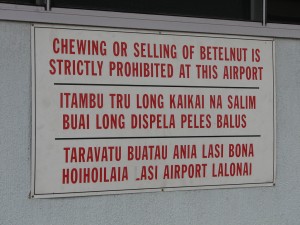 CHEWING OR SELLING OF BETELNUT IS
STRICTLY PROHIBITED AT THIS AIRPORT
ITAMBU TRU LONG KAIKAI NA SALIM
BUAI LONG DISPELA PELES BALUS
TARAVATU BUATAU ANIA LASI BONA
HOIHOILAIA LASI AIRPORT LALONAI